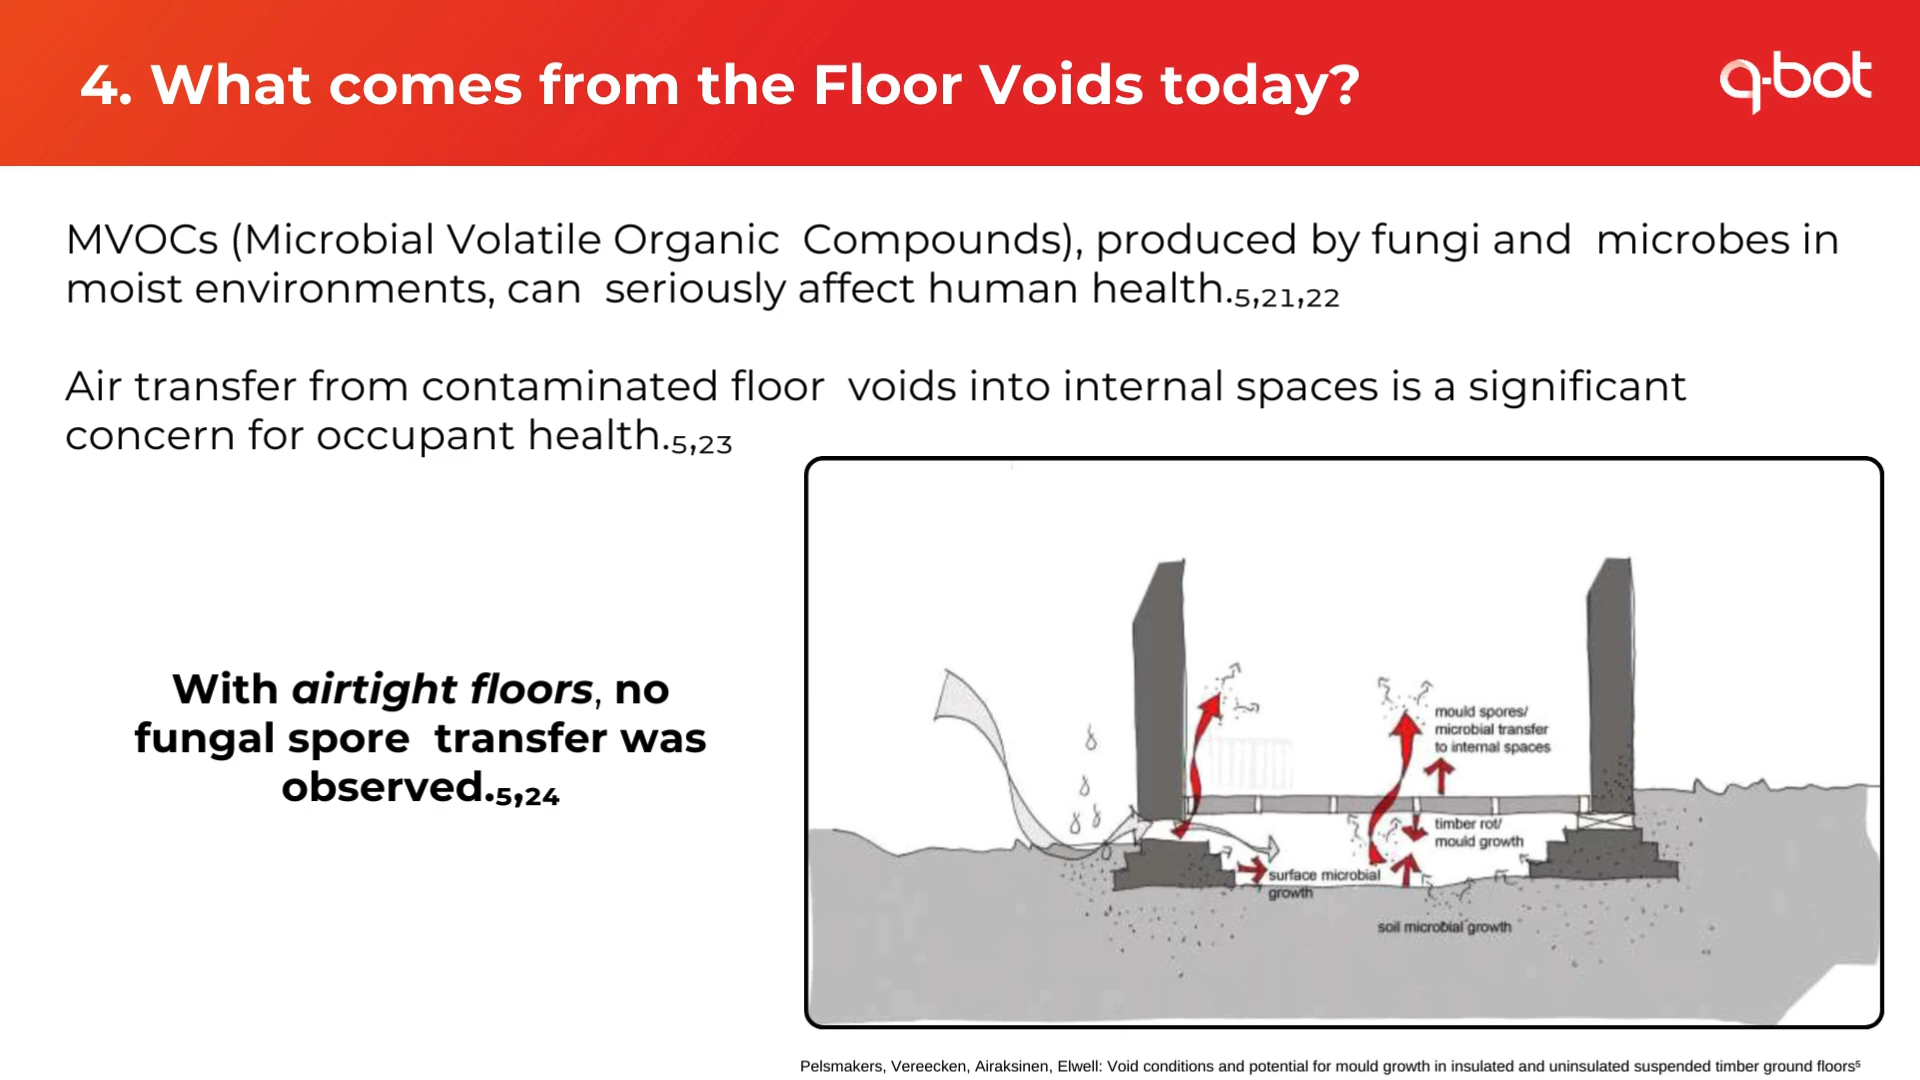 4. What comes from the Floor Voids today?
q-bot
MVOCs (Microbial Volatile Organic Compounds), produced by fungi and microbes in
moist environments, can seriously affect human health.5,21,22
Air transfer from contaminated floor voids into internal spaces is a significant
concern for occupant health.5,23
With airtight floors, no
fungal spore transfer was
observed.5,24
mould spores/
microbial transfer
to internal spaces
timber rot/
mould growth
surface microbial
growth
soil microbial growth
Pelsmakers, Vereecken, Airaksinen, Elwell: Void conditions and potential for mould growth in insulated and uninsulated suspended timber ground floors⁵